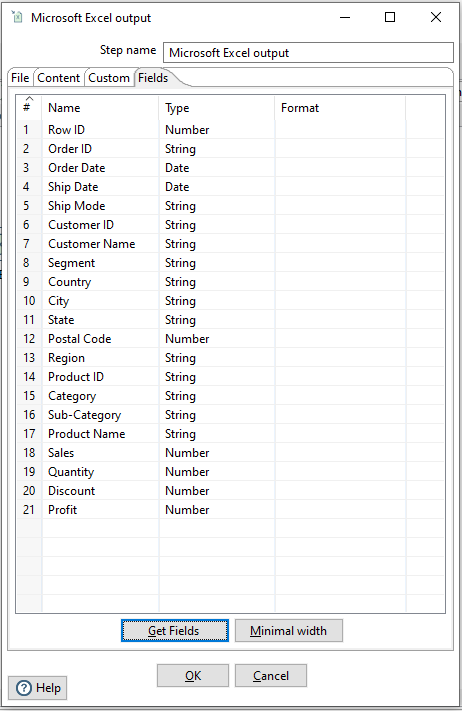 Microsoft Excel output
Step name Microsoft Excel output
File Content Custom Fields
# Name Type Format
1 Row ID Number
2 Order ID String
3 Order Date Date
4 Ship Date Date
5 Ship Mode String
6 Customer ID String
7 Customer Name String
8 Segment String
9 Country String
10 City String
11 State String
12 Postal Code Number
13 Region String
14 Product ID String
15 Category String
16 Sub-Category String
17 Product Name String
18 Sales Number
19 Quantity Number
20 Discount Number
21 Profit Number
Get Fields Minimal width
OK Cancel
? Help